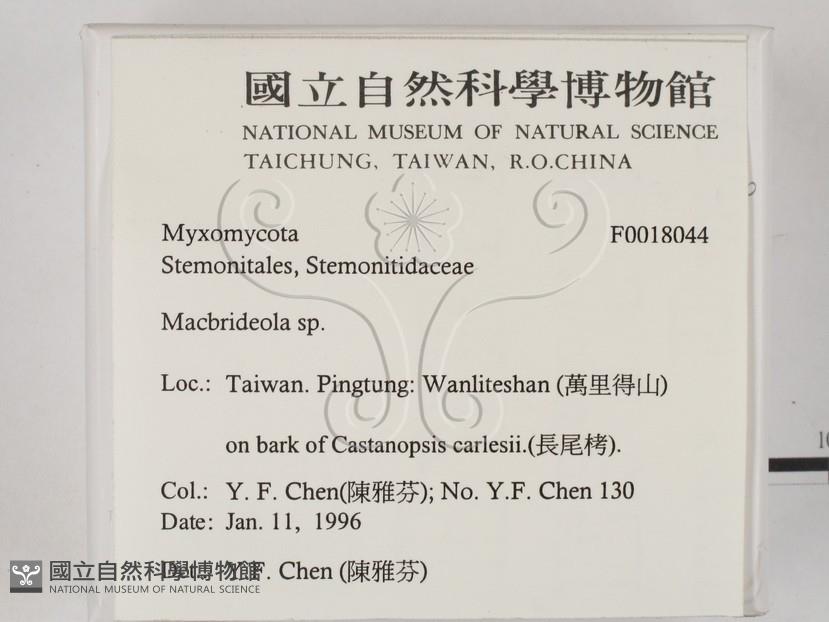 國立自然科學博物館
NATIONAL MUSEUM OF NATURAL SCIENCE
TAICHUNG, TAIWAN, R.O.CHINA
Myxomycota F0018044
Stemonitales, Stemonitidaceae
Macbrideola sp.
Loc.: Taiwan. Pingtung: Wanliteshan (萬里得山)
on bark of Castanopsis carlesii.(長尾栲).
Col.: Y. F. Chen(陳雅芬); No. Y.F. Chen 130
Date: Jan. 11, 1996
Y.F. Chen (陳雅芬)
國立自然科學博物館
NATIONAL MUSEUM OF NATURAL SCIENCE